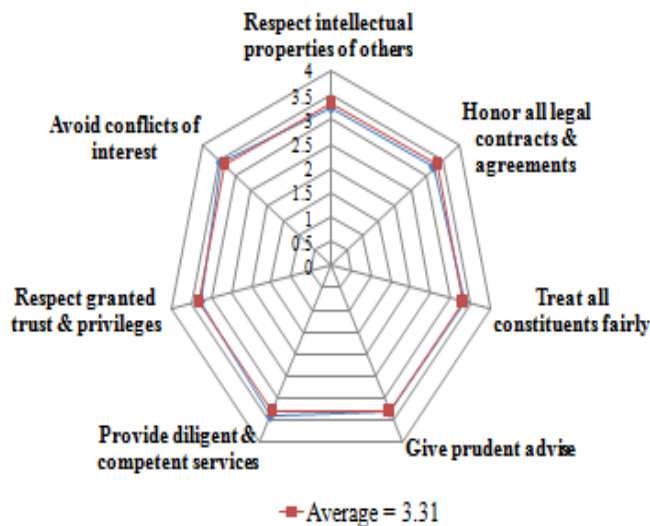 Respect intellectual
properties of others
Honor all legal
contracts &
agreements
Treat all
constituents fairly
Give prudent advise
Provide diligent &
competent services
Respect granted
trust & privileges
Avoid conflicts of
interest
4
3.5
3
2.5
2
1.5
1
0.5
0
Average = 3.31